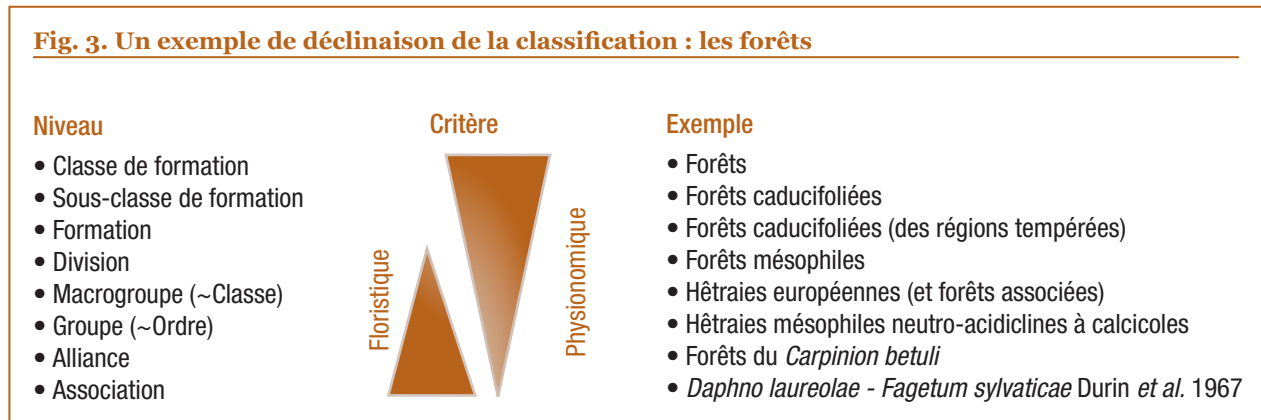 Fig. 3. Un exemple de déclinaison de la classification : les forêts
Niveau
• Classe de formation
• Sous-classe de formation
• Formation
• Division
• Macrogroupe (~Classe)
• Groupe (~Ordre)
• Alliance
• Association
Critère
Floristique
Physionomique
Exemple
• Forêts
• Forêts caducifoliées
• Forêts caducifoliées (des régions tempérées)
• Forêts mésophiles
• Hêtraies européennes (et forêts associées)
• Hêtraies mésophiles neutro-acidiclines à calcicoles
• Forêts du Carpinion betuli
• Daphno laureolae - Fagetum sylvaticae Durin et al. 1967